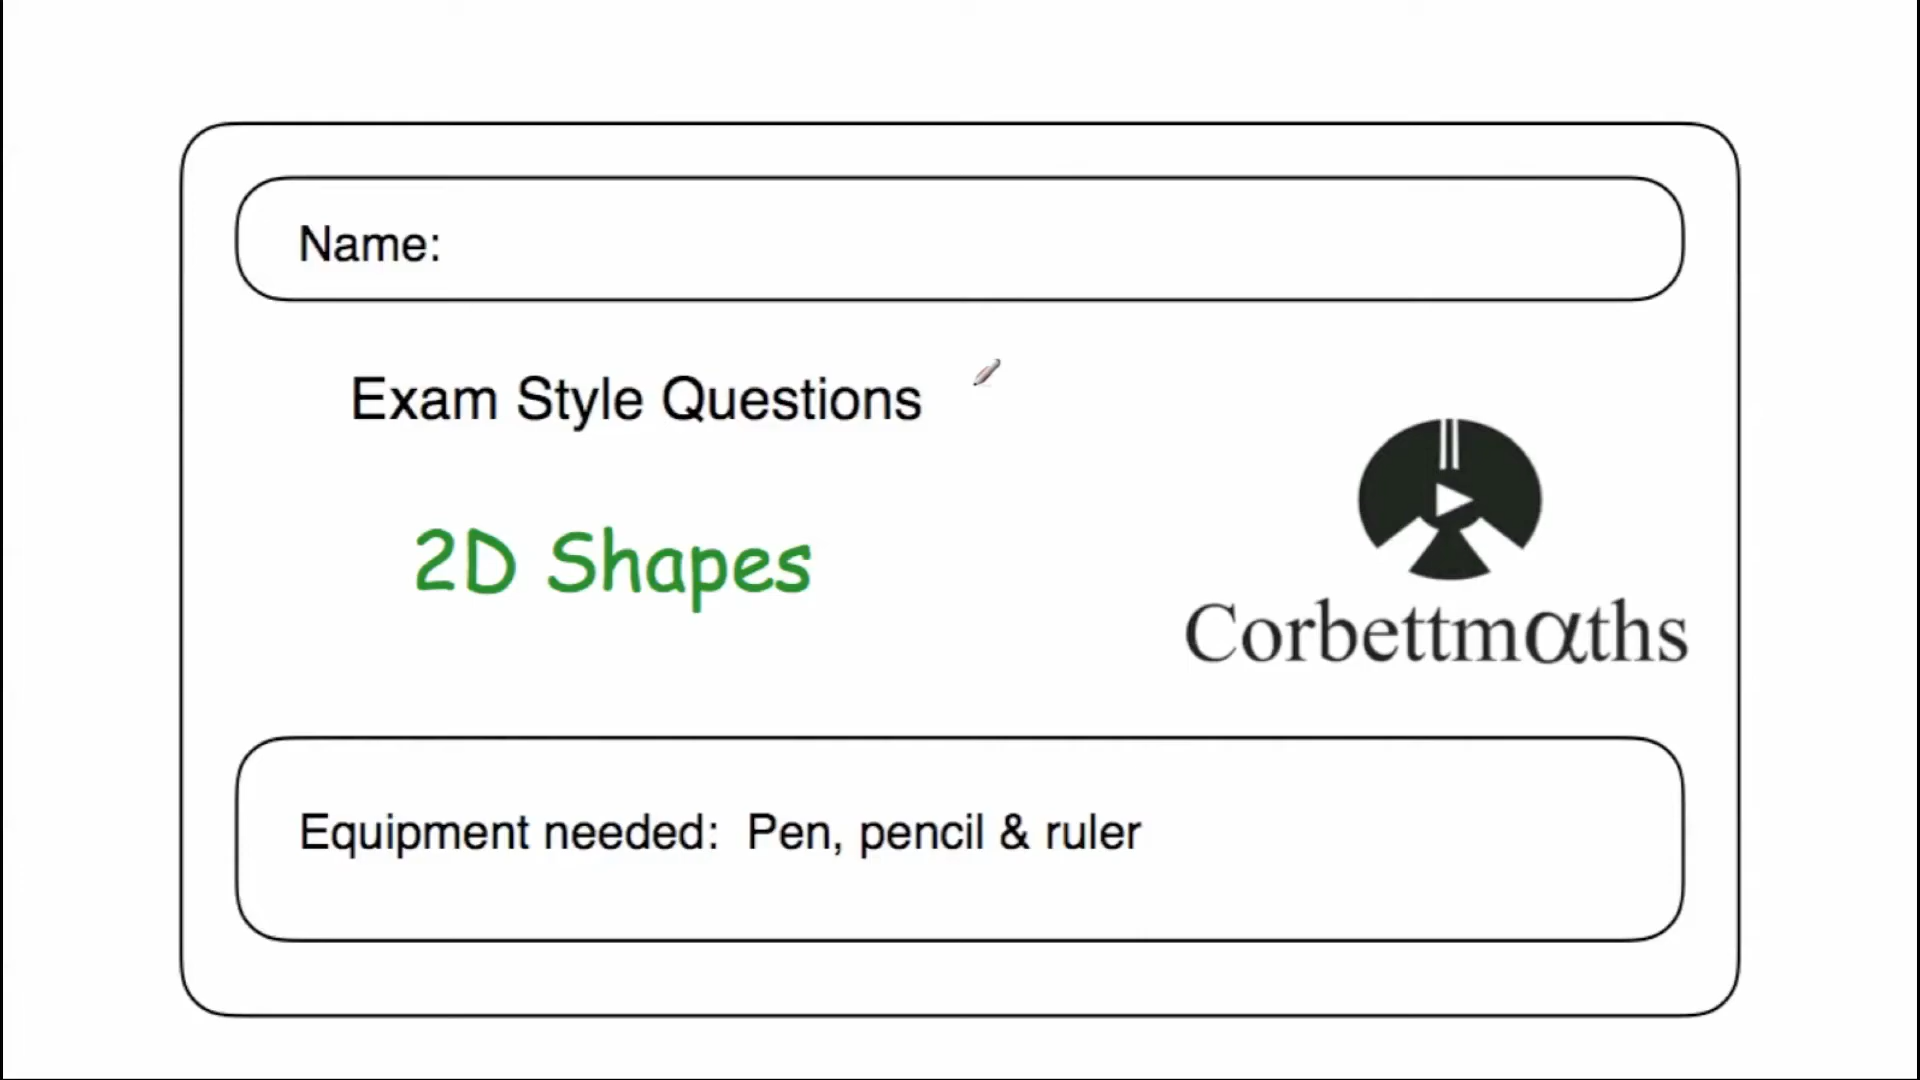 Name:
Exam Style Questions
2D Shapes
Corbettmαths
Equipment needed: Pen, pencil & ruler